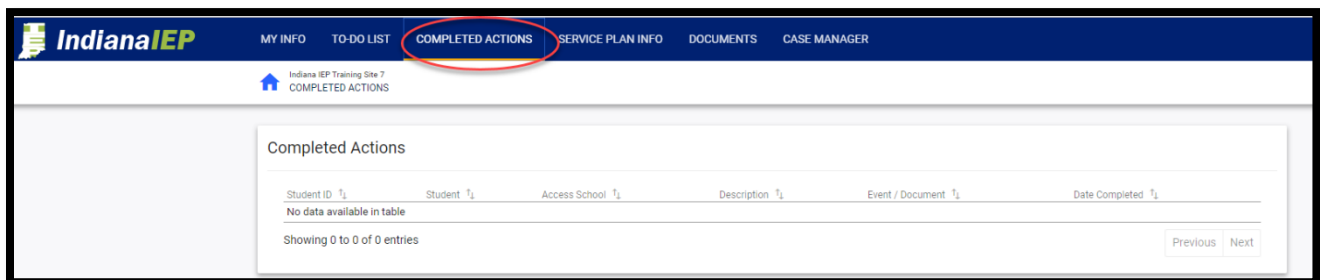 IndianaIEP
MY INFO TO-DO LIST COMPLETED ACTIONS SERVICE PLAN INFO DOCUMENTS CASE MANAGER
Indiana IEP Training Site 7
COMPLETED ACTIONS
Completed Actions
Student ID Student Access School Description Event / Document Date Completed
No data available in table
Showing 0 to 0 of 0 entries
Previous Next